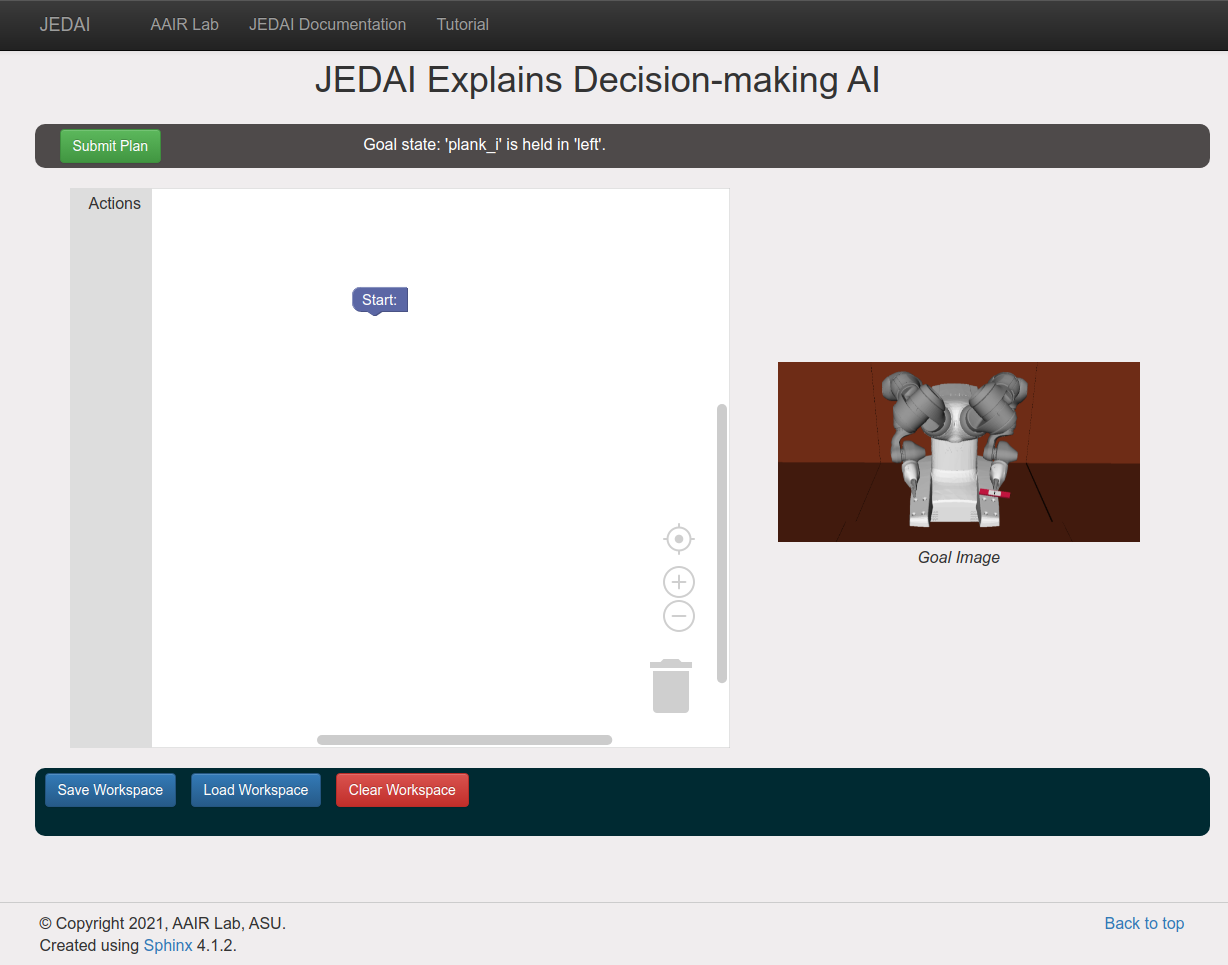 JEDAI AAIR Lab JEDAI Documentation Tutorial
JEDAI Explains Decision-making AI
Submit Plan Goal state: 'plank_i' is held in 'left'.
Actions
Start:
Goal Image
Save Workspace Load Workspace Clear Workspace
© Copyright 2021, AAIR Lab, ASU. Back to top
Created using Sphinx 4.1.2.